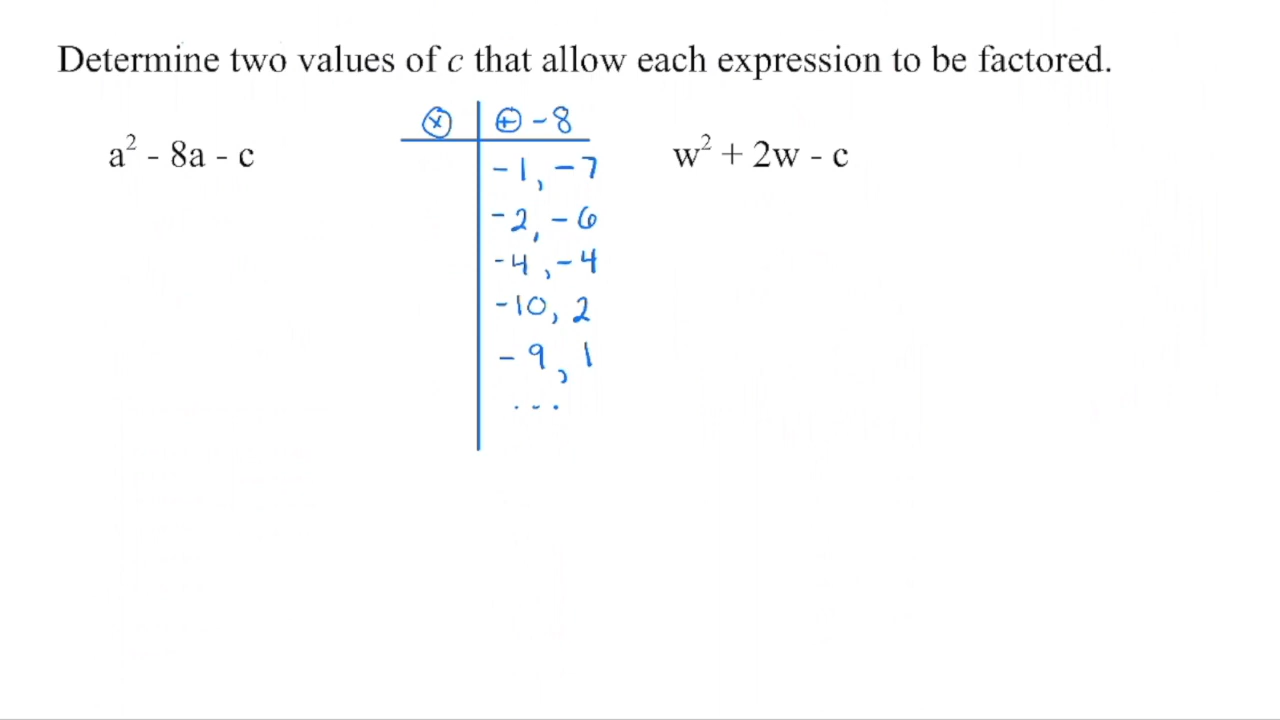 Determine two values of c that allow each expression to be factored.
a² - 8a - c
ⓧ ⊕ -8
-1, -7
-2, -6
-4, -4
-10, 2
-9, 1
...
w² + 2w - c